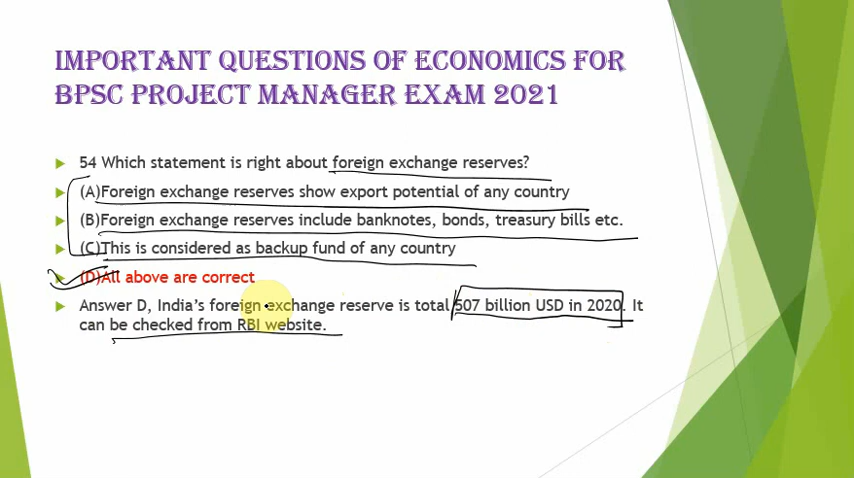 IMPORTANT QUESTIONS OF ECONOMICS FOR
BPSC PROJECT MANAGER EXAM 2021
54 Which statement is right about foreign exchange reserves?
(A)Foreign exchange reserves show export potential of any country
(B)Foreign exchange reserves include banknotes, bonds, treasury bills etc.
(C)This is considered as backup fund of any country
(D)All above are correct
Answer D, India's foreign exchange reserve is total 507 billion USD in 2020. It
can be checked from RBI website.